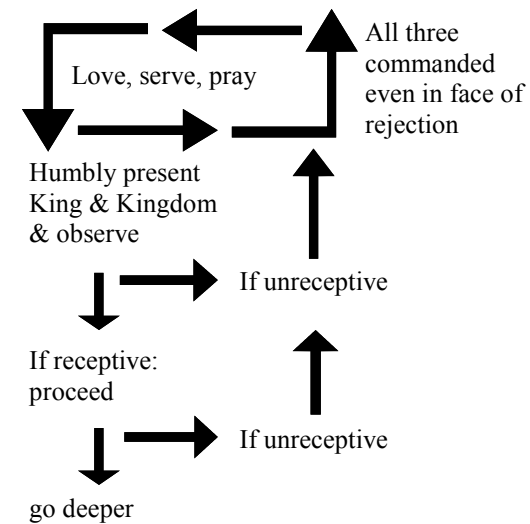 All three
commanded
even in face of
rejection
Love, serve, pray
Humbly present
King & Kingdom
& observe
If unreceptive
If receptive:
proceed
If unreceptive
go deeper